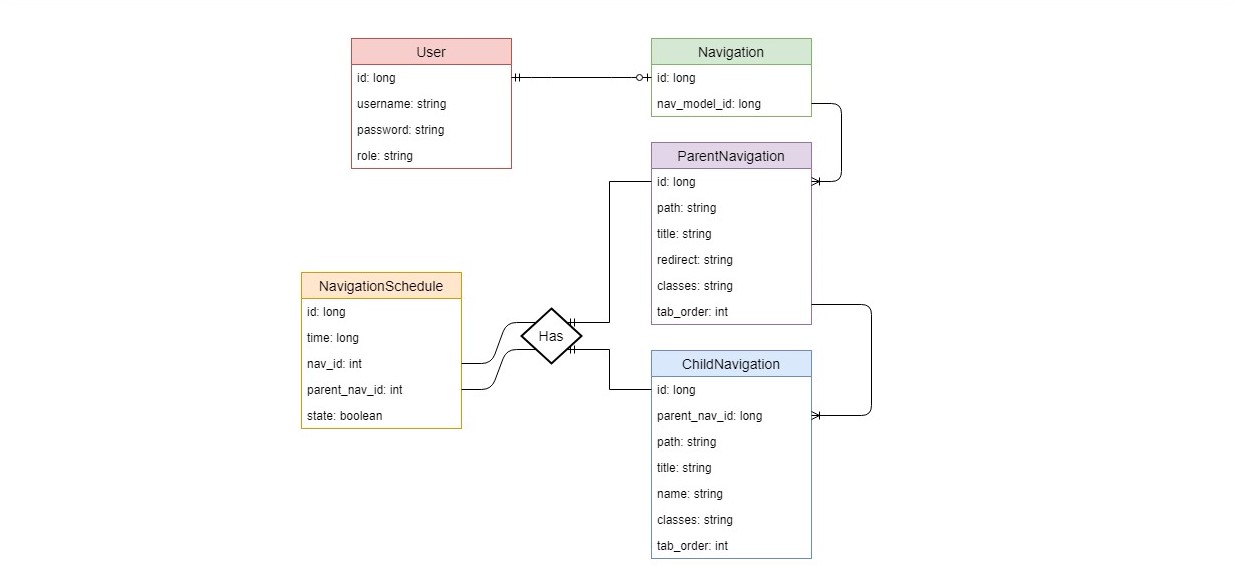 User
id: long
username: string
password: string
role: string
Navigation
id: long
nav_model_id: long
ParentNavigation
id: long
path: string
title: string
redirect: string
classes: string
tab_order: int
NavigationSchedule
id: long
time: long
nav_id: int
parent_nav_id: int
state: boolean
Has
ChildNavigation
id: long
parent_nav_id: long
path: string
title: string
name: string
classes: string
tab_order: int